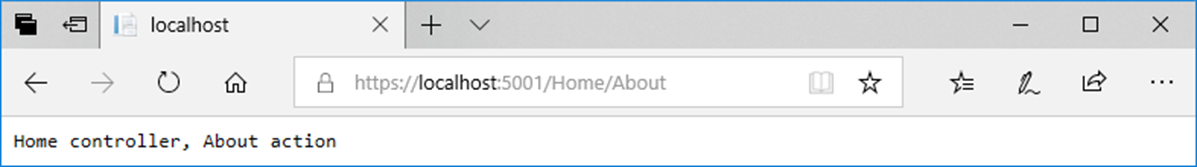 localhost
https://localhost:5001/Home/About
Home controller, About action